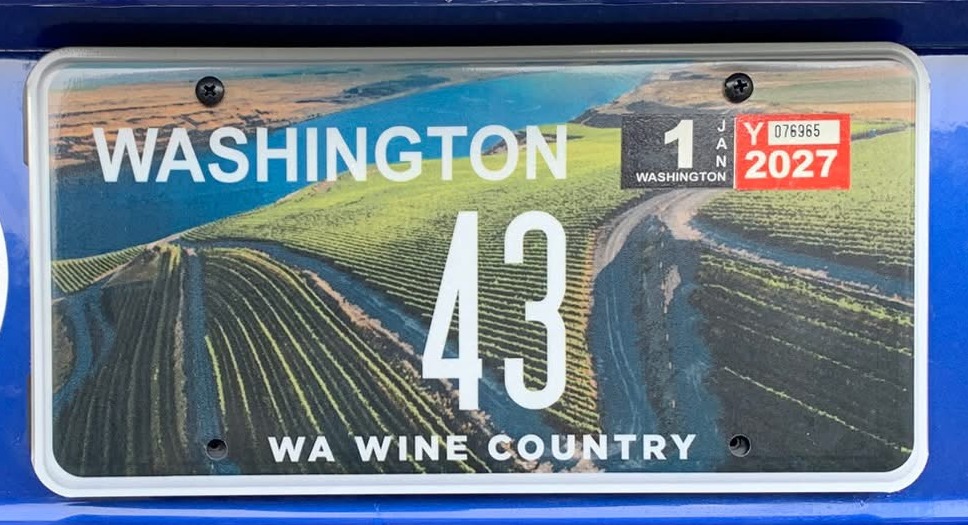 WASHINGTON
1
JAN
WASHINGTON
Y
076965
2027
43
WA WINE COUNTRY